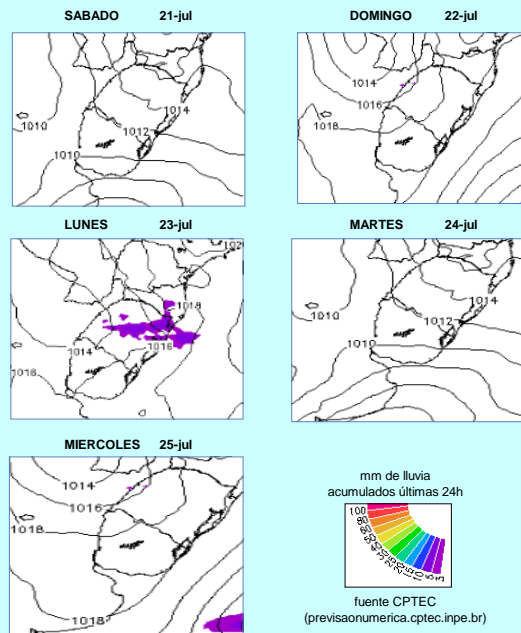 SABADO 21-jul
1014
1012
1010
1010
DOMINGO 22-jul
1014
1016
1018
LUNES 23-jul
1018
1014
1016
1016
MARTES 24-jul
1014
1010
1012
1010
MIERCOLES 25-jul
1014
1016
1018
1018
mm de lluvia
acumulados últimas 24h
100
80
60
fuente CPTEC
(previsaonumerica.cptec.inpe.br)